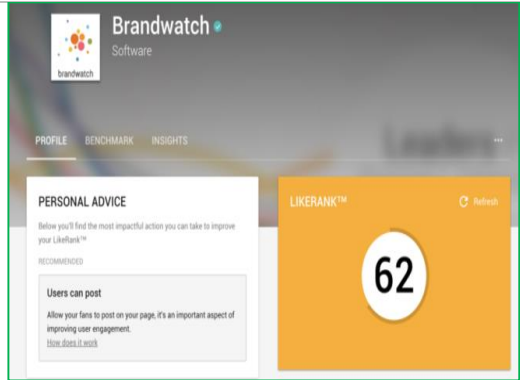 Brandwatch
Software
brandwatch
PROFILE BENCHMARK INSIGHTS
Leaders
PERSONAL ADVICE
Below you'll find the most impactful action you can take to improve
your LikeRank™
RECOMMENDED
Users can post
Allow your fans to post on your page, it's an important aspect of
improving user engagement.
How does it work
LIKERANK™
Refresh
62